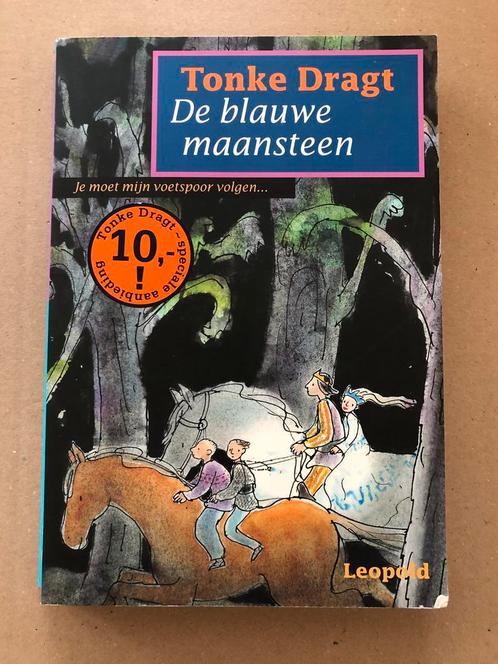 Tonke Dragt
De blauwe
maansteen
Je moet mijn voetspoor volgen...
Tonke Dragt ~ speciale aanbieding
10,-
!
Leopold